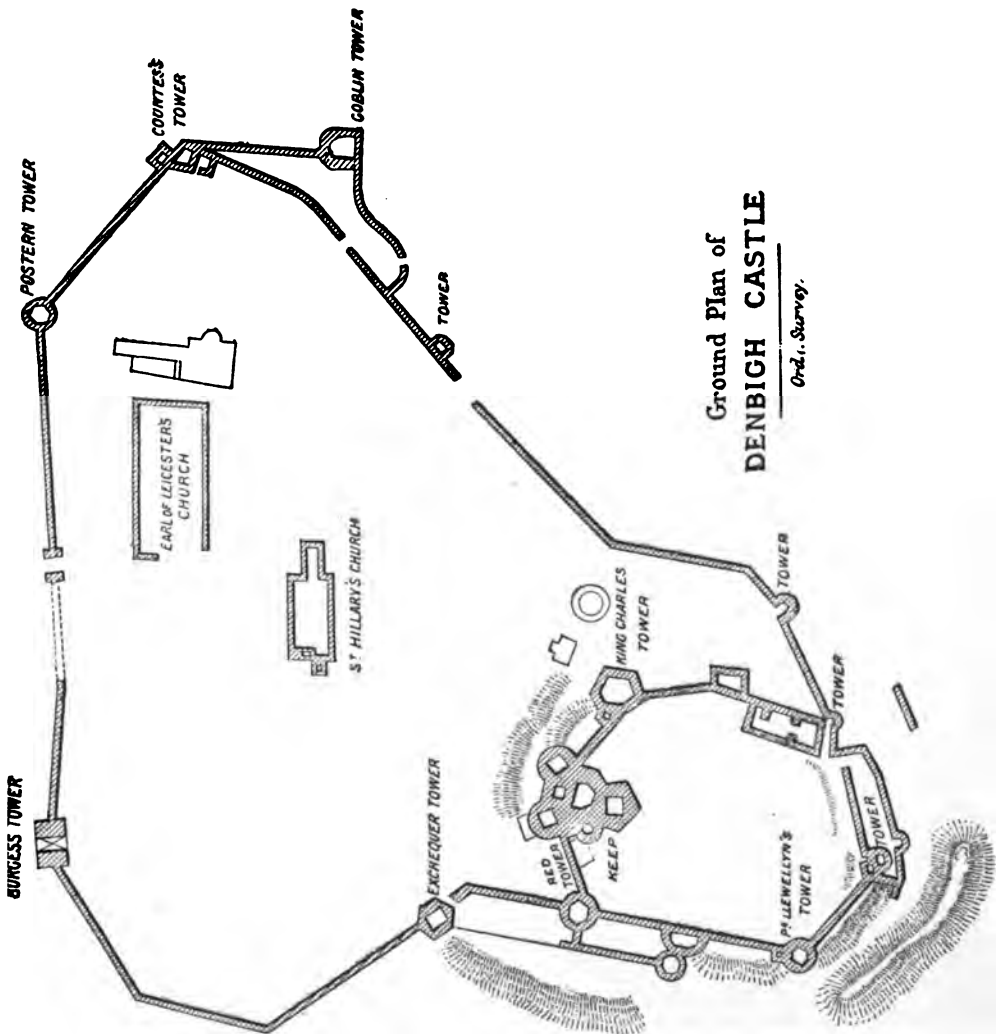 Ground Plan of
DENBIGH CASTLE
Ord.. Survey.
BURGESS TOWER
POSTERN TOWER
COUNTESS'S
TOWER
GOBLIN TOWER
TOWER
EARL OF LEICESTER'S
CHURCH
ST HILLARY'S CHURCH
EXCHEQUER TOWER
RED
TOWER
KEEP
KING CHARLES
TOWER
TOWER
TOWER
TOWER
Pr LLEWELLYN'S
TOWER